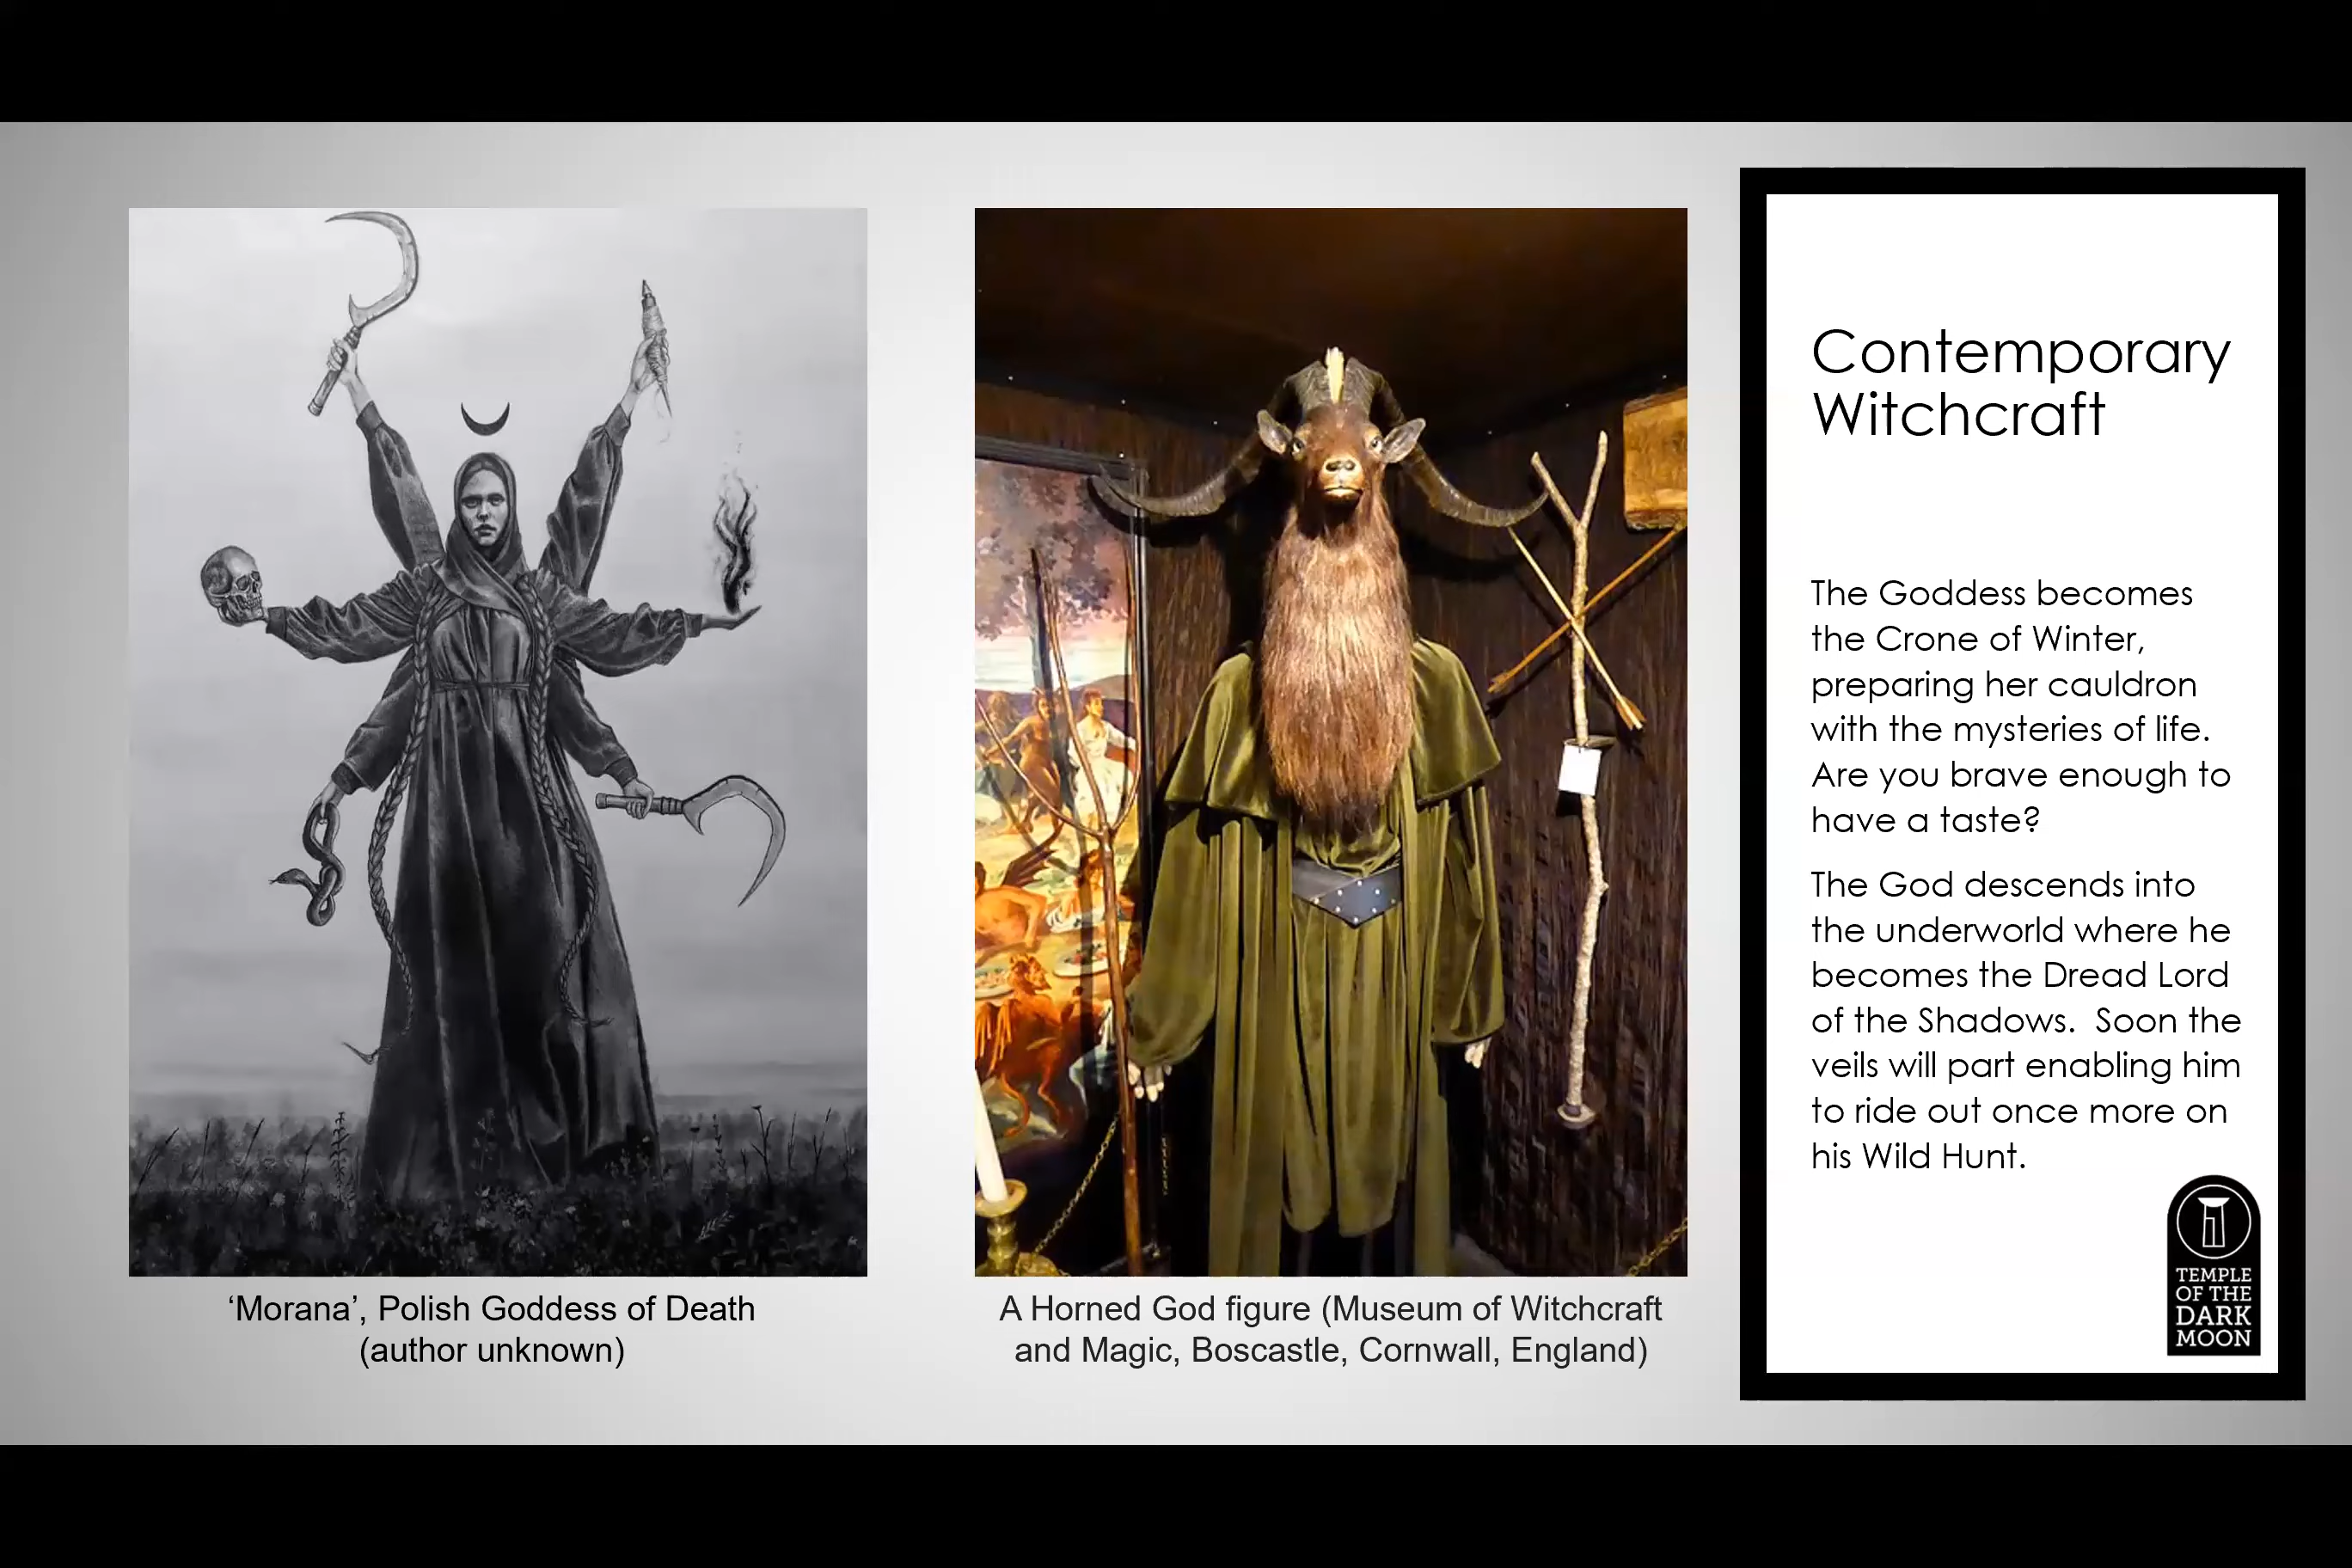 Contemporary
Witchcraft
The Goddess becomes
the Crone of Winter,
preparing her cauldron
with the mysteries of life.
Are you brave enough to
have a taste?
The God descends into
the underworld where he
becomes the Dread Lord
of the Shadows.  Soon the
veils will part enabling him
to ride out once more on
his Wild Hunt.
TEMPLE
OF THE
DARK
MOON
‘Morana’, Polish Goddess of Death
(author unknown)
A Horned God figure (Museum of Witchcraft
and Magic, Boscastle, Cornwall, England)